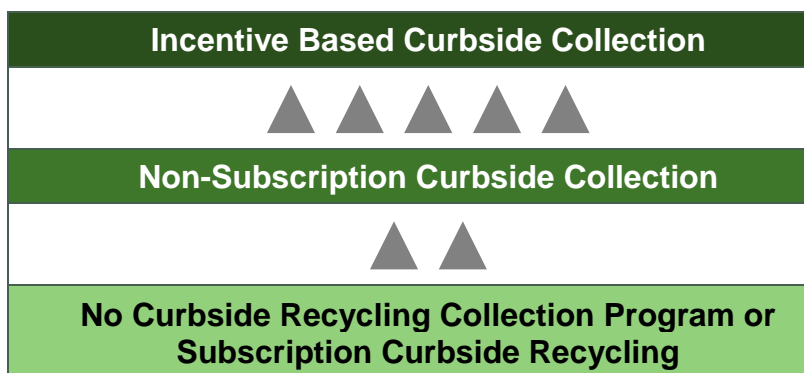 Incentive Based Curbside Collection
Non-Subscription Curbside Collection
No Curbside Recycling Collection Program or
Subscription Curbside Recycling